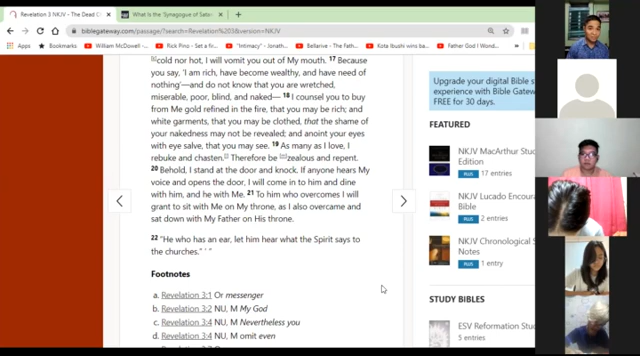 Revelation 3 NKJV - The Dead C
What Is the 'Synagogue of Satan
biblegateway.com/passage/?search=Revelation%203&version=NKJV
Apps
Bookmarks
William McDowell -
Rick Pino - Set a fi
"Intimacy" - Jonath
Bellarive - The Heart
Kota Ibushi wins ba
Father God ! Wond
cold nor hot, I will vomit you out of My mouth. 17 Because
you say, 'I am rich, have become wealthy, and have need of
nothing'—and do not know that you are wretched,
miserable, poor, blind, and naked— 18 I counsel you to buy
from Me gold refined in the fire, that you may be rich; and
white garments, that you may be clothed, that the shame of
your nakedness may not be revealed; and anoint your eyes
with eye salve, that you may see. 19 As many as I love, I
rebuke and chasten. Therefore be zealous and repent.
20 Behold, I stand at the door and knock. If anyone hears My
voice and opens the door, I will come in to him and dine
with him, and he with Me. 21 To him who overcomes I will
grant to sit with Me on My throne, as I also overcame and
sat down with My Father on His throne.
22 "He who has an ear, let him hear what the Spirit says to
the churches." ' "
Footnotes
a. Revelation 3:1 Or messenger
b. Revelation 3:2 NU, M My God
c. Revelation 3:4 NU, M Nevertheless you
d. Revelation 3:4 NU, M omit even
Upgrade your digital Bible s
experience with Bible Gatew
FREE for 30 days.
FEATURED
NKJV MacArthur Study
Edition
PLUS 17 entries
NKJV Lucado Encoura
Bible
PLUS 2 entries
NKJV Chronological S
Notes
PLUS 1 entry
STUDY BIBLES
ESV Reformation Stud
5 entries